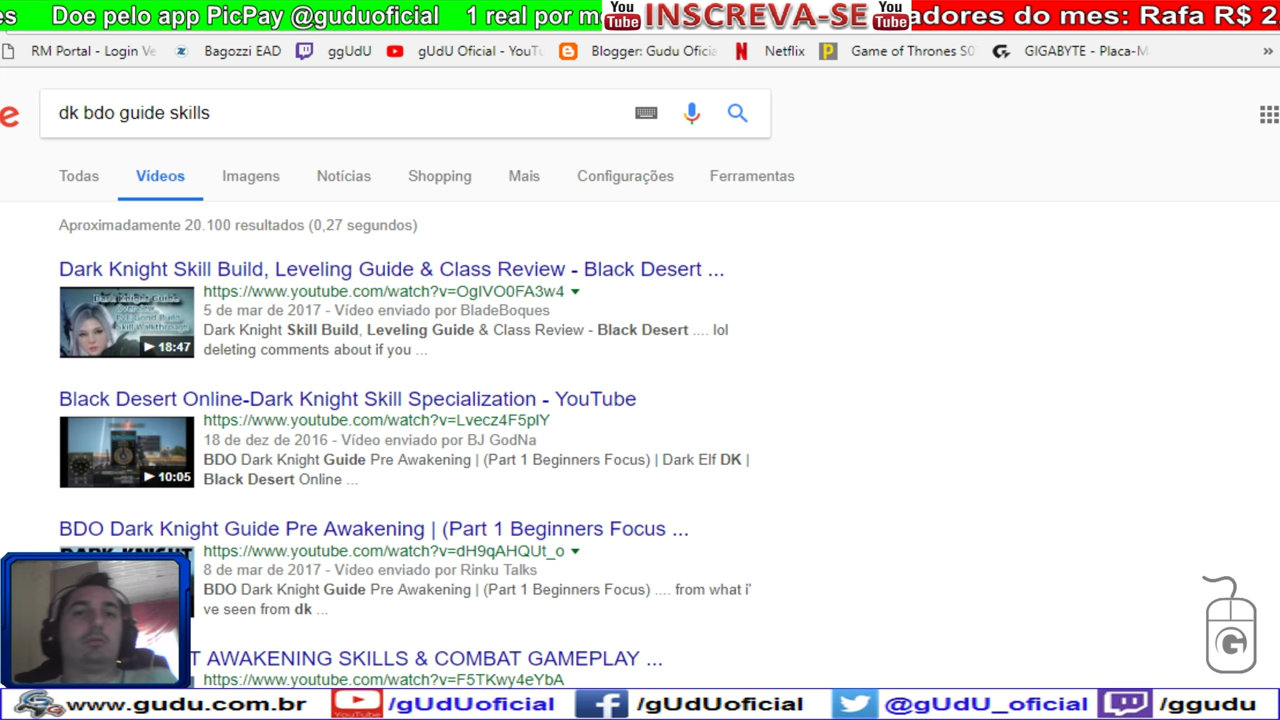 es Doe pelo app PicPay @guduoficial 1 real por me You Tube INSCREVA-SE You Tube adores do mes: Rafa R$ 2
RM Portal - Login Ve Bagozzi EAD ggUdU gUdU Oficial - YouTu Blogger: Gudu Oficia Netflix Game of Thrones S0 GIGABYTE - Placa-M »
e dk bdo guide skills
Todas Vídeos Imagens Notícias Shopping Mais Configurações Ferramentas
Aproximadamente 20.100 resultados (0,27 segundos)
Dark Knight Skill Build, Leveling Guide & Class Review - Black Desert ...
https://www.youtube.com/watch?v=OgIVO0FA3w4
5 de mar de 2017 - Vídeo enviado por BladeBoques
Dark Knight Skill Build, Leveling Guide & Class Review - Black Desert .... lol
deleting comments about if you ...
18:47
Black Desert Online-Dark Knight Skill Specialization - YouTube
https://www.youtube.com/watch?v=Lvecz4F5pIY
18 de dez de 2016 - Vídeo enviado por BJ GodNa
BDO Dark Knight Guide Pre Awakening | (Part 1 Beginners Focus) | Dark Elf DK |
Black Desert Online ...
10:05
BDO Dark Knight Guide Pre Awakening | (Part 1 Beginners Focus ...
https://www.youtube.com/watch?v=dH9qAHQUt_o
8 de mar de 2017 - Vídeo enviado por Rinku Talks
BDO Dark Knight Guide Pre Awakening | (Part 1 Beginners Focus) .... from what i'
ve seen from dk ...
DARK KNIGHT
T AWAKENING SKILLS & COMBAT GAMEPLAY ...
https://www.youtube.com/watch?v=F5TKwy4eYbA
G
www.gudu.com.br YouTube /gUdUoficial /gUdUoficial @gUdU_oficial /ggudu